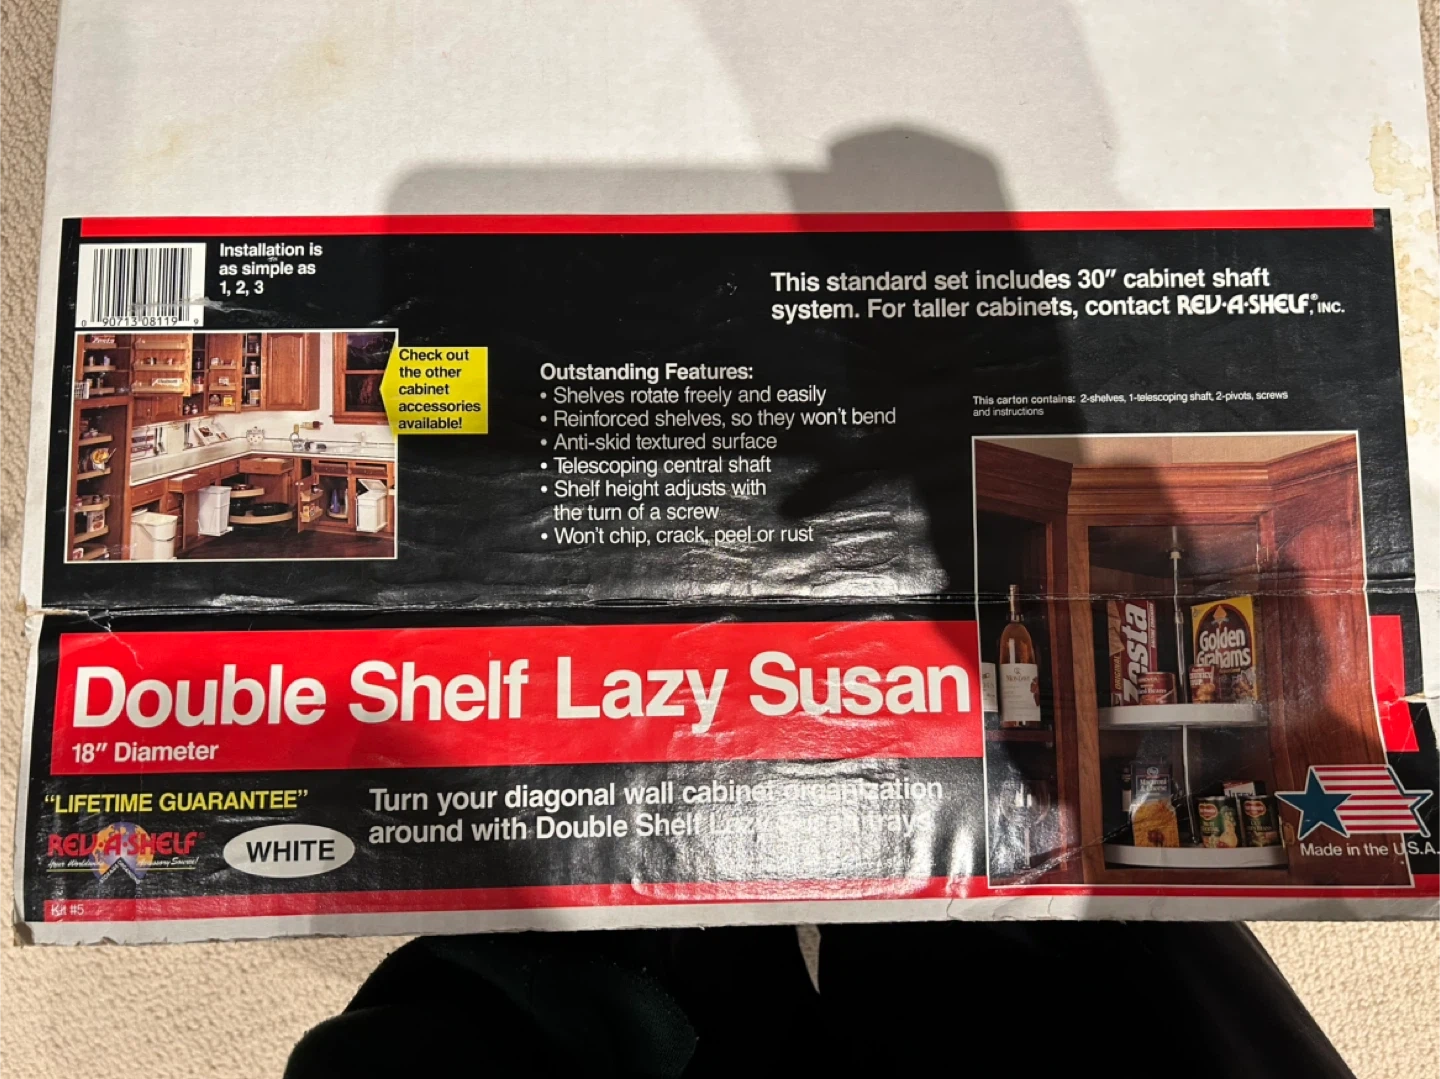 Installation is
as simple as
1, 2, 3
0 90713 08119 9
This standard set includes 30" cabinet shaft
system. For taller cabinets, contact REV·A·SHELF®, INC.
Check out
the other
cabinet
accessories
available!
Outstanding Features:
• Shelves rotate freely and easily
• Reinforced shelves, so they won't bend
• Anti-skid textured surface
• Telescoping central shaft
• Shelf height adjusts with
the turn of a screw
• Won't chip, crack, peel or rust
This carton contains: 2-shelves, 1-telescoping shaft, 2-pivots, screws
and instructions
Zesta
Golden
Grahams
Double Shelf Lazy Susan
18" Diameter
"LIFETIME GUARANTEE"
REV·A·SHELF®
WHITE
Turn your diagonal wall cabinet organization
around with Double Shelf Lazy Susan trays
Made in the U.S.A.
Kit #5